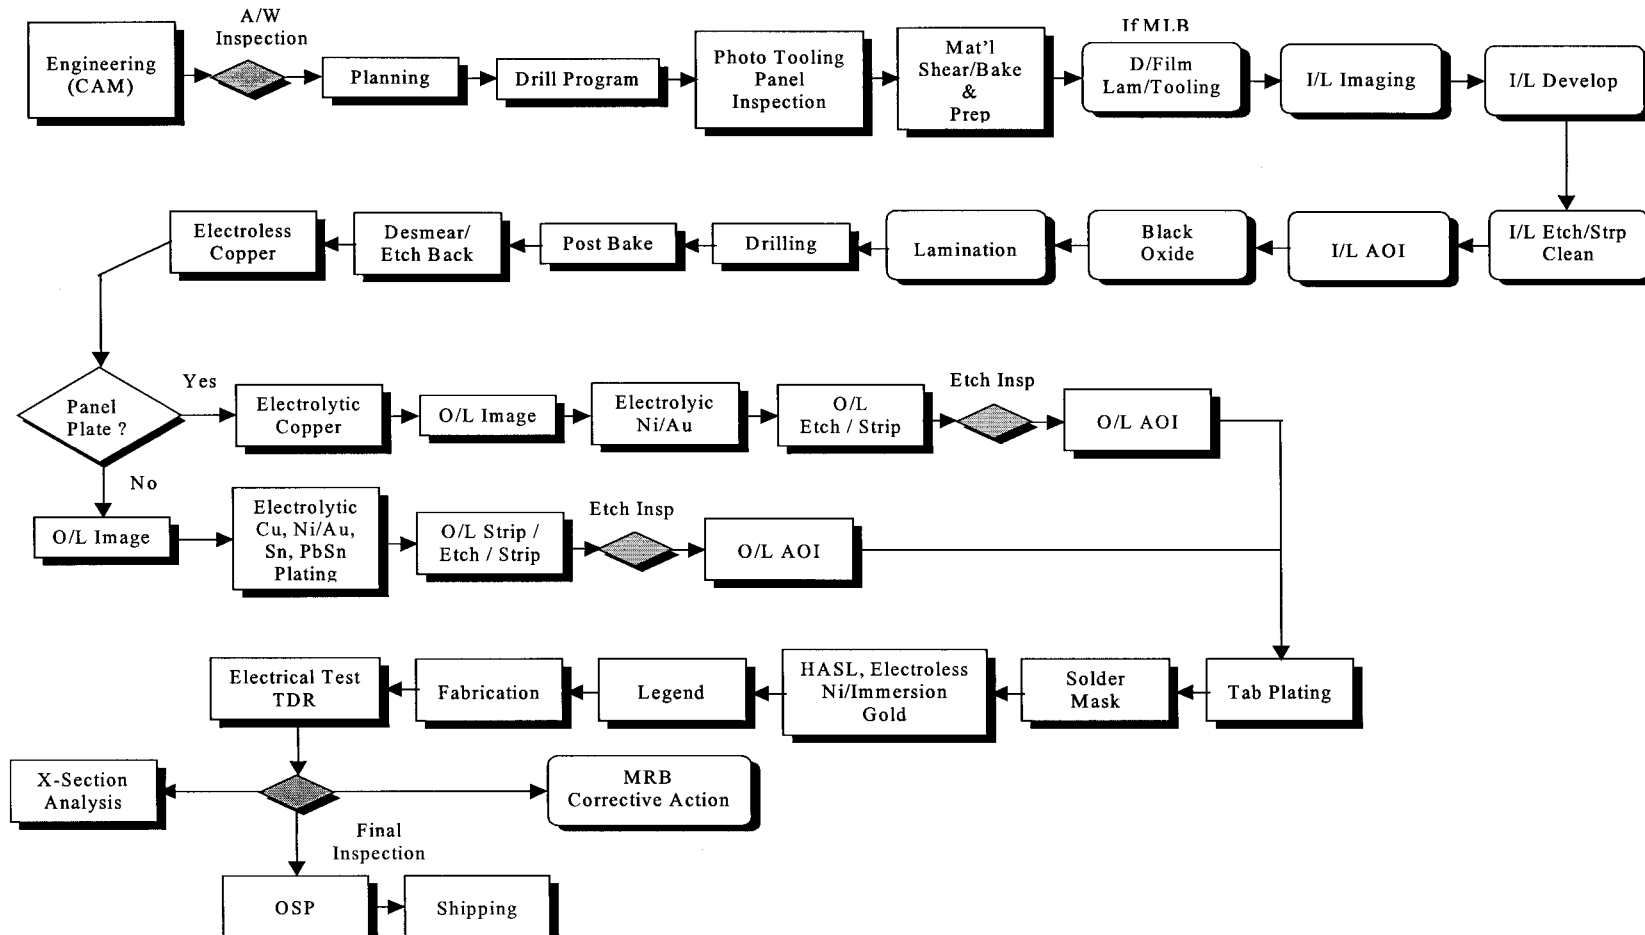 A/W
Inspection
Engineering
(CAM)
Planning
Drill Program
Photo Tooling
Panel
Inspection
Mat'l
Shear/Bake
&
Prep
If MLB
D/Film
Lam/Tooling
I/L Imaging
I/L Develop
Electroless
Copper
Desmear/
Etch Back
Post Bake
Drilling
Lamination
Black
Oxide
I/L AOI
I/L Etch/Strp
Clean
Panel
Plate ?
Yes
Electrolytic
Copper
O/L Image
Electrolyic
Ni/Au
O/L
Etch / Strip
Etch Insp
O/L AOI
No
O/L Image
Electrolytic
Cu, Ni/Au,
Sn, PbSn
Plating
O/L Strip /
Etch / Strip
Etch Insp
O/L AOI
Electrical Test
TDR
Fabrication
Legend
HASL, Electroless
Ni/Immersion
Gold
Solder
Mask
Tab Plating
X-Section
Analysis
MRB
Corrective Action
Final
Inspection
OSP
Shipping